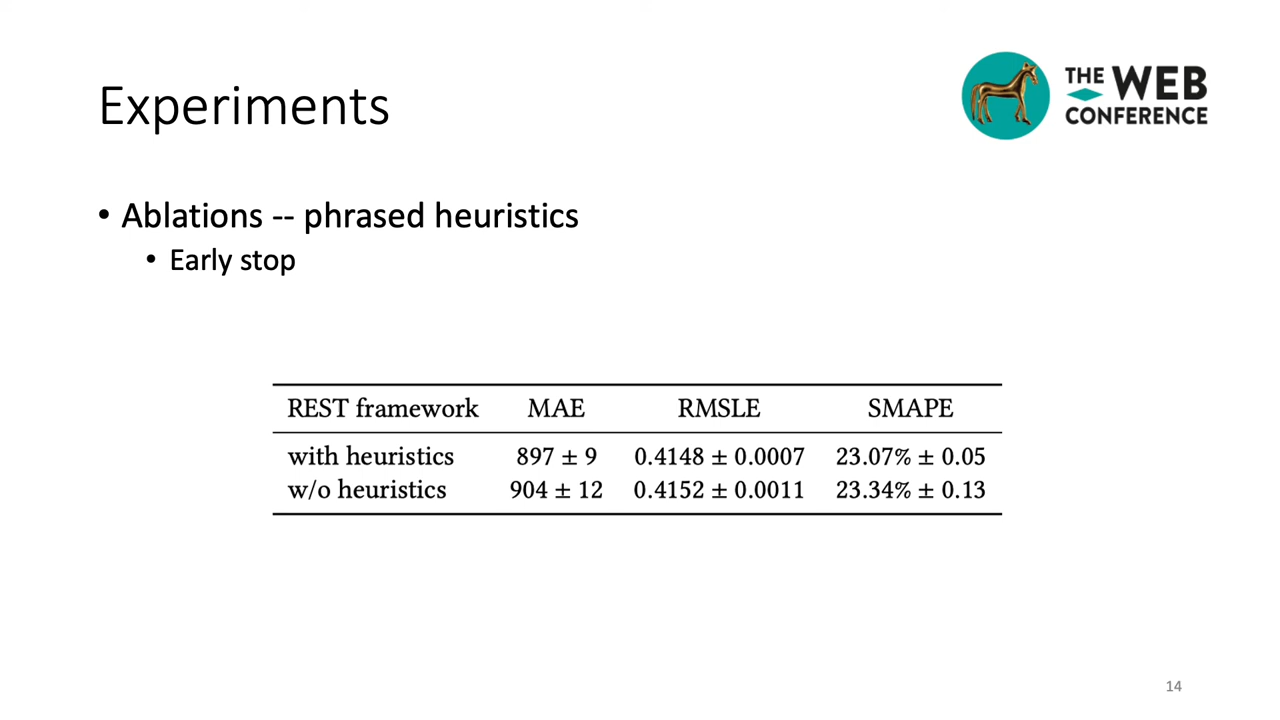 THE WEB
CONFERENCE
Experiments
• Ablations -- phrased heuristics
• Early stop
REST framework MAE RMSLE SMAPE
with heuristics 897 ± 9 0.4148 ± 0.0007 23.07% ± 0.05
w/o heuristics 904 ± 12 0.4152 ± 0.0011 23.34% ± 0.13
14